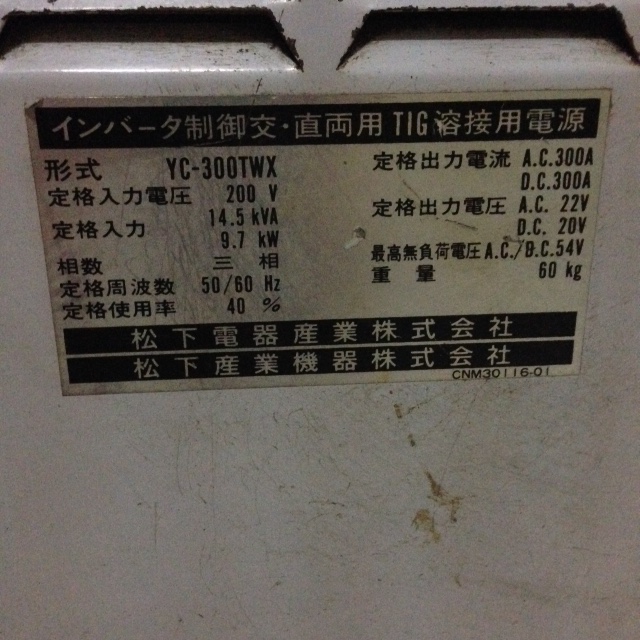 インバータ制御交・直両用TIG溶接用電源
形式 YC-300TWX
定格入力電圧 200 V
定格入力 14.5 kVA
9.7 kW
相数 三相
定格周波数 50/60 Hz
定格使用率 40 %
定格出力電流 A.C.300A
D.C.300A
定格出力電圧 A.C. 22V
D.C. 20V
最高無負荷電圧 A.C./D.C.54V
重量 60 kg
松下電器産業株式会社
松下産業機器株式会社
CNM30116-01